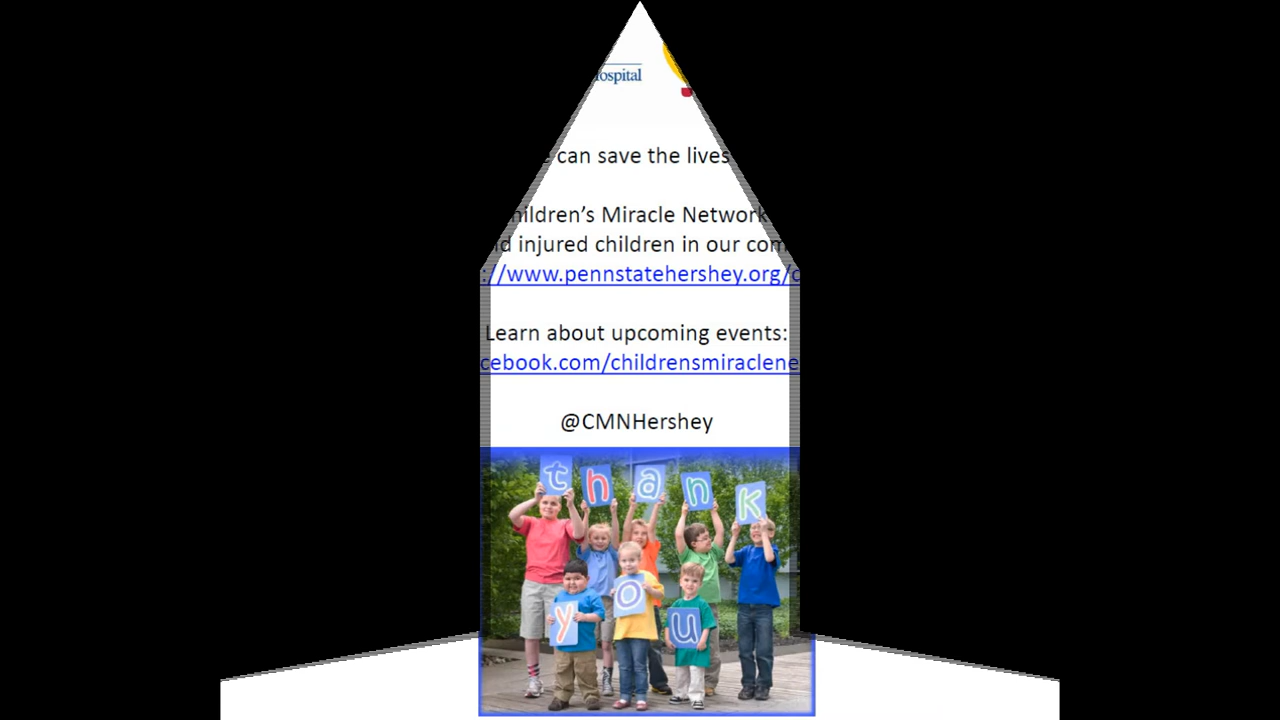 Hospital
can save the lives
Children's Miracle Network
injured children in our com
://www.pennstatehershey.org/c
Learn about upcoming events:
cebook.com/childrensmiraclene
@CMNHershey
thank
you